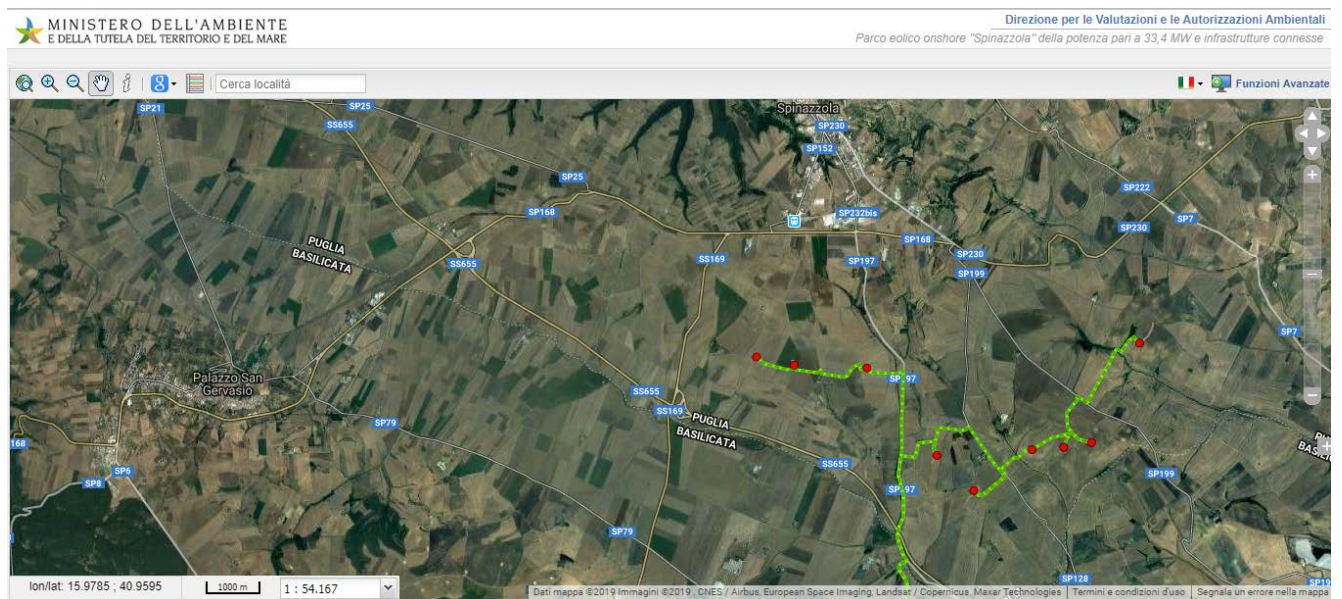 MINISTERO DELL'AMBIENTE
E DELLA TUTELA DEL TERRITORIO E DEL MARE
Direzione per le Valutazioni e le Autorizzazioni Ambientali
Parco eolico onshore "Spinazzola" della potenza pari a 33,4 MW e infrastrutture connesse
Cerca località
Funzioni Avanzate
SP21
SP25
SP25
SS655
Spinazzola
SP230
SP152
SP25
SP222
SP168
SP232bis
SP7
SP230
PUGLIA
BASILICATA
SS655
SS169
SP168
SP197
SP230
SP199
SP7
Palazzo San
Gervasio
SS655
SS169
PUGLIA
BASILICATA
SP79
168
SP6
SP8
SS655
SP199
SP79
SP128
lon/lat: 15.9785 ; 40.9595
1000 m
1 : 54.167
Dati mappa ©2019 Immagini ©2019 , CNES / Airbus, European Space Imaging, Landsat / Copernicus, Maxar Technologies
Termini e condizioni d'uso
Segnala un errore nella mappa